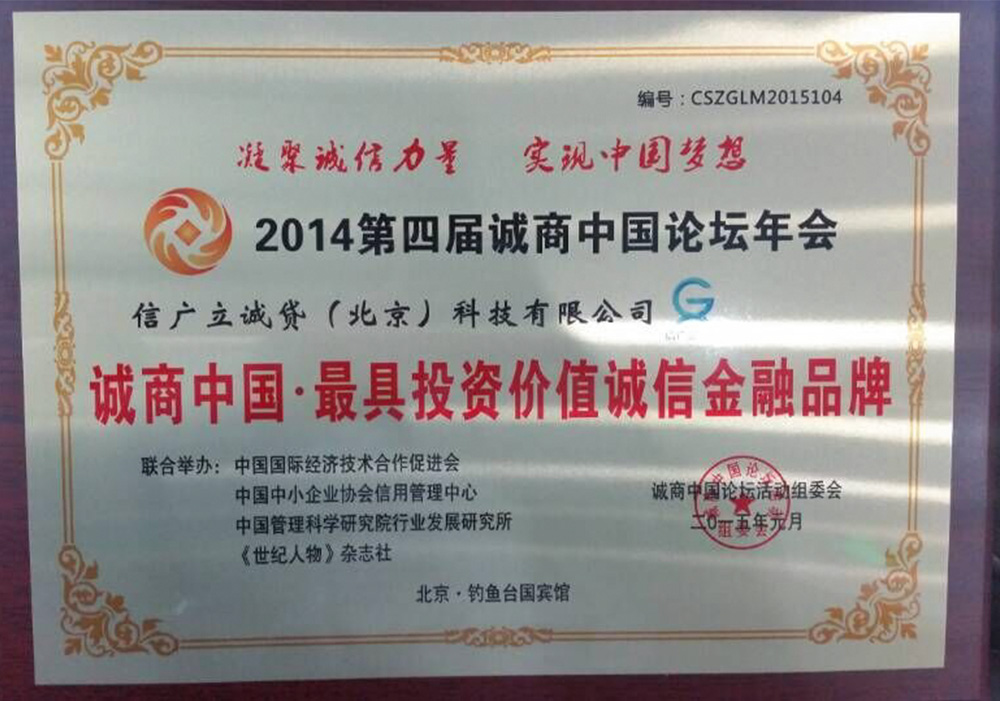 编号：CSZGLM2015104
凝聚诚信力量 实现中国梦想
2014第四届诚商中国论坛年会
信广立诚贷（北京）科技有限公司
诚商中国·最具投资价值诚信金融品牌
联合举办：中国国际经济技术合作促进会
中国中小企业协会信用管理中心
中国管理科学研究院行业发展研究所
《世纪人物》杂志社
诚商中国论坛活动组委会
二〇一五年元月
组委会
北京·钓鱼台国宾馆